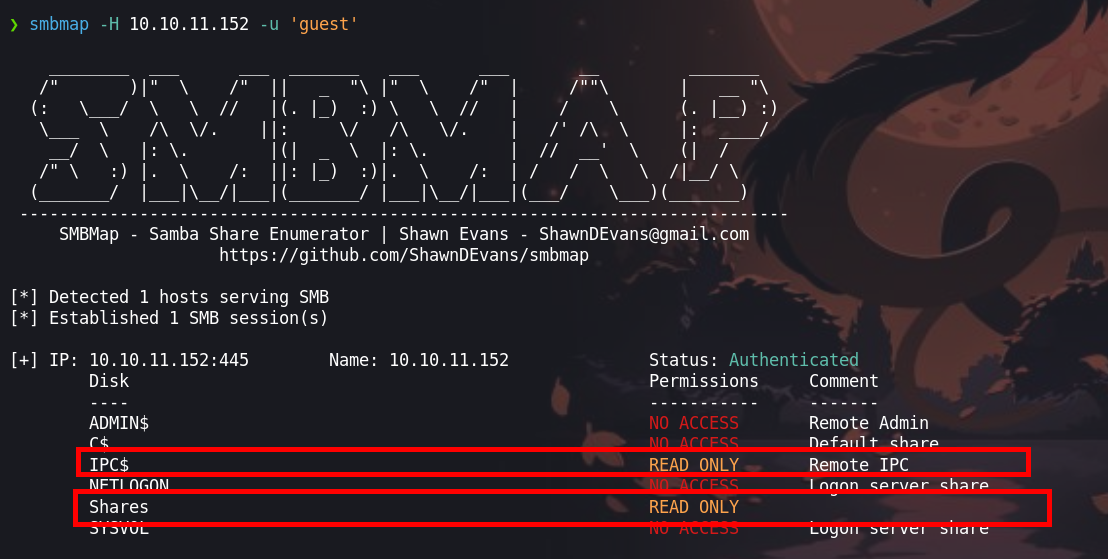 ❯ smbmap -H 10.10.11.152 -u 'guest'
SMBMAP
-----------------------------------------------------------------------------
SMBMap - Samba Share Enumerator | Shawn Evans - ShawnDEvans@gmail.com
https://github.com/ShawnDEvans/smbmap
[*] Detected 1 hosts serving SMB
[*] Established 1 SMB session(s)
[+] IP: 10.10.11.152:445 Name: 10.10.11.152 Status: Authenticated
Disk Permissions Comment
---- ----------- -------
ADMIN$ NO ACCESS Remote Admin
C$ NO ACCESS Default share
IPC$ READ ONLY Remote IPC
NETLOGON NO ACCESS Logon server share
Shares READ ONLY
SYSVOL NO ACCESS Logon server share